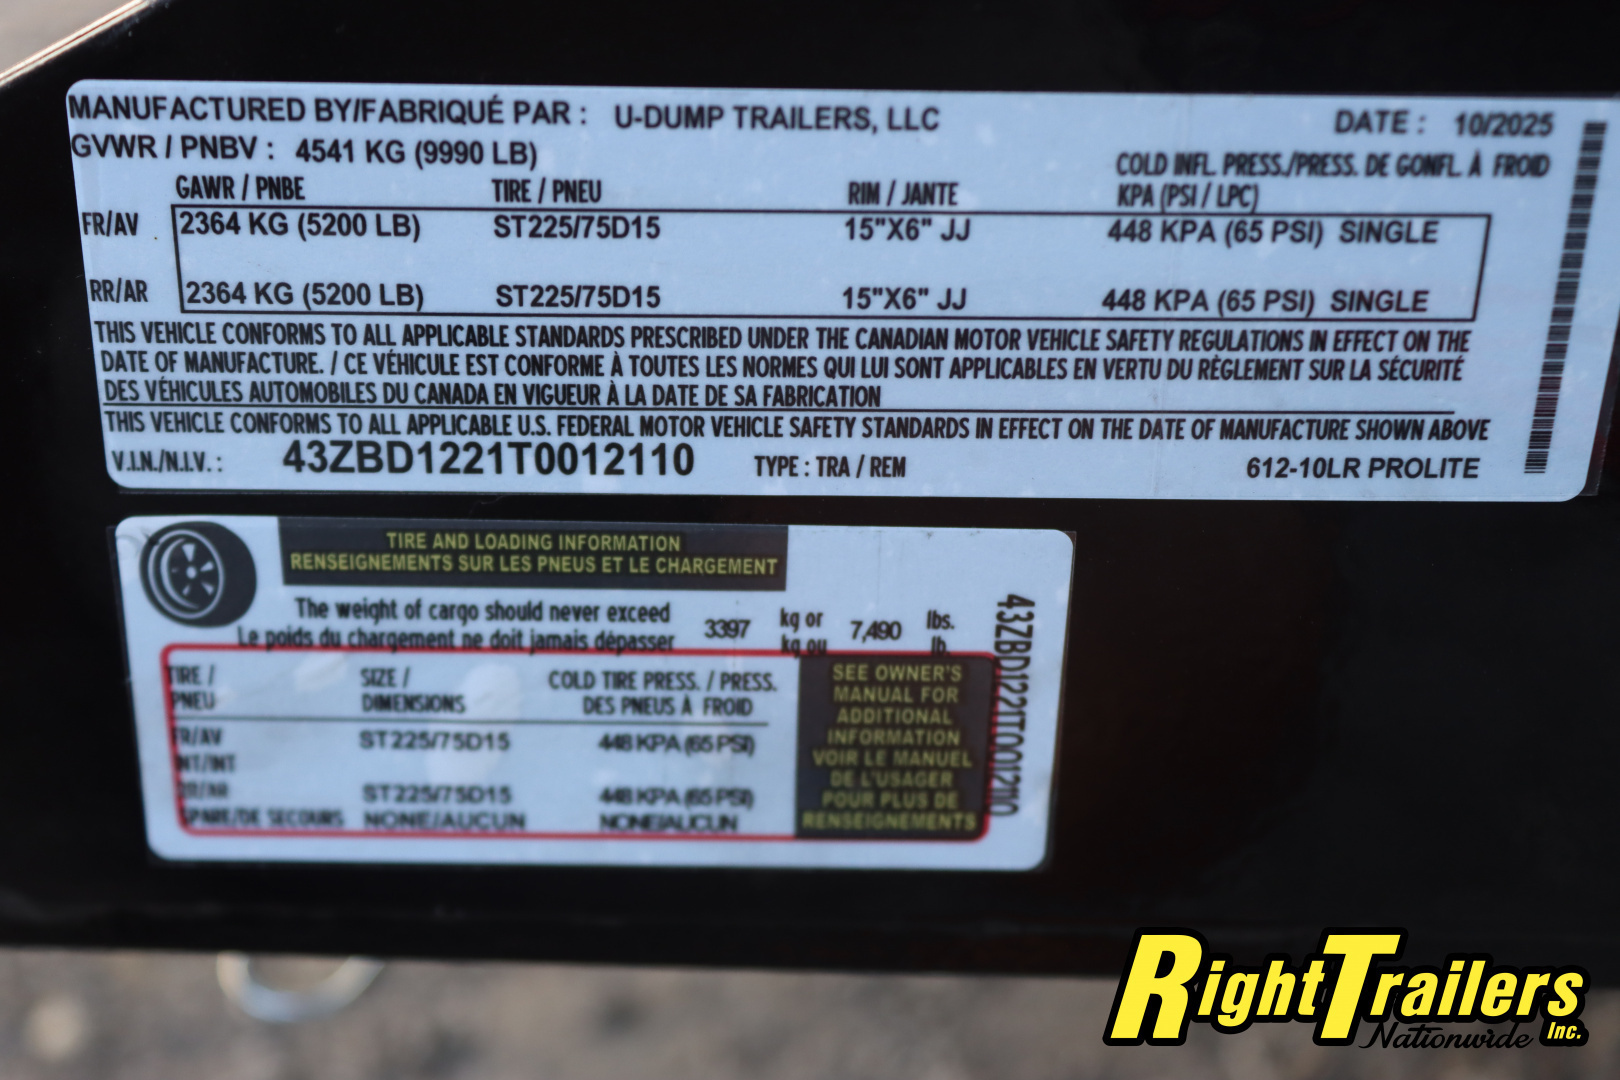 MANUFACTURED BY/FABRIQUÉ PAR : U-DUMP TRAILERS, LLC DATE : 10/2025
GVWR / PNBV : 4541 KG (9990 LB)
COLD INFL. PRESS./PRESS. DE GONFL. À FROID
GAWR / PNBE TIRE / PNEU RIM / JANTE KPA (PSI / LPC)
FR/AV 2364 KG (5200 LB) ST225/75D15 15"X6" JJ 448 KPA (65 PSI) SINGLE
RR/AR 2364 KG (5200 LB) ST225/75D15 15"X6" JJ 448 KPA (65 PSI) SINGLE
THIS VEHICLE CONFORMS TO ALL APPLICABLE STANDARDS PRESCRIBED UNDER THE CANADIAN MOTOR VEHICLE SAFETY REGULATIONS IN EFFECT ON THE
DATE OF MANUFACTURE. / CE VÉHICULE EST CONFORME À TOUTES LES NORMES QUI LUI SONT APPLICABLES EN VERTU DU RÈGLEMENT SUR LA SÉCURITÉ
DES VÉHICULES AUTOMOBILES DU CANADA EN VIGUEUR À LA DATE DE SA FABRICATION
THIS VEHICLE CONFORMS TO ALL APPLICABLE U.S. FEDERAL MOTOR VEHICLE SAFETY STANDARDS IN EFFECT ON THE DATE OF MANUFACTURE SHOWN ABOVE
V.I.N./N.I.V. : 43ZBD1221T0012110 TYPE : TRA / REM 612-10LR PROLITE
TIRE AND LOADING INFORMATION
RENSEIGNEMENTS SUR LES PNEUS ET LE CHARGEMENT
The weight of cargo should never exceed 3397 kg or 7,490 lbs.
Le poids du chargement ne doit jamais dépasser kg ou lb.
TIRE / SIZE / COLD TIRE PRESS. / PRESS.
PNEU DIMENSIONS DES PNEUS À FROID
FR/AV ST225/75D15 448 KPA (65 PSI)
INT/INT
RR/AR ST225/75D15 448 KPA (65 PSI)
SPARE/DE SECOURS NONE/AUCUN NONE/AUCUN
SEE OWNER'S
MANUAL FOR
ADDITIONAL
INFORMATION
VOIR LE MANUEL
DE L'USAGER
POUR PLUS DE
RENSEIGNEMENTS
43ZBD1221T0012110
RightTrailers
Nationwide Inc.